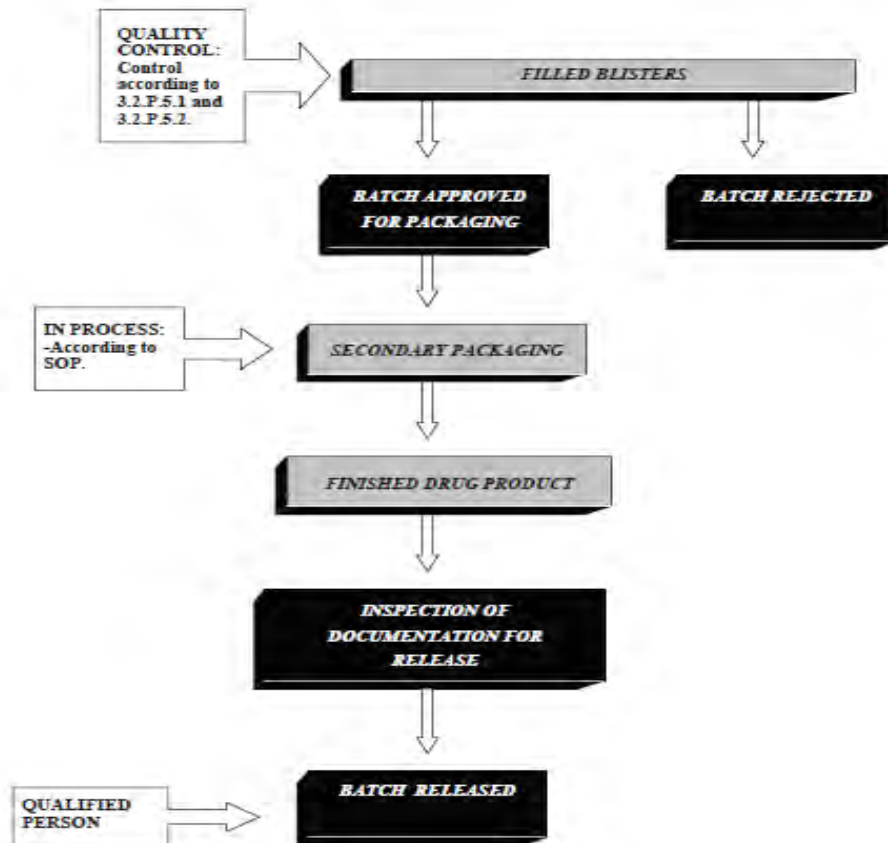 QUALITY
CONTROL:
Control
according to
3.2.P.5.1 and
3.2.P.5.2.
FILLED BLISTERS
BATCH APPROVED
FOR PACKAGING
BATCH REJECTED
IN PROCESS:
-According to
SOP.
SECONDARY PACKAGING
FINISHED DRUG PRODUCT
INSPECTION OF
DOCUMENTATION FOR
RELEASE
BATCH RELEASED
QUALIFIED
PERSON